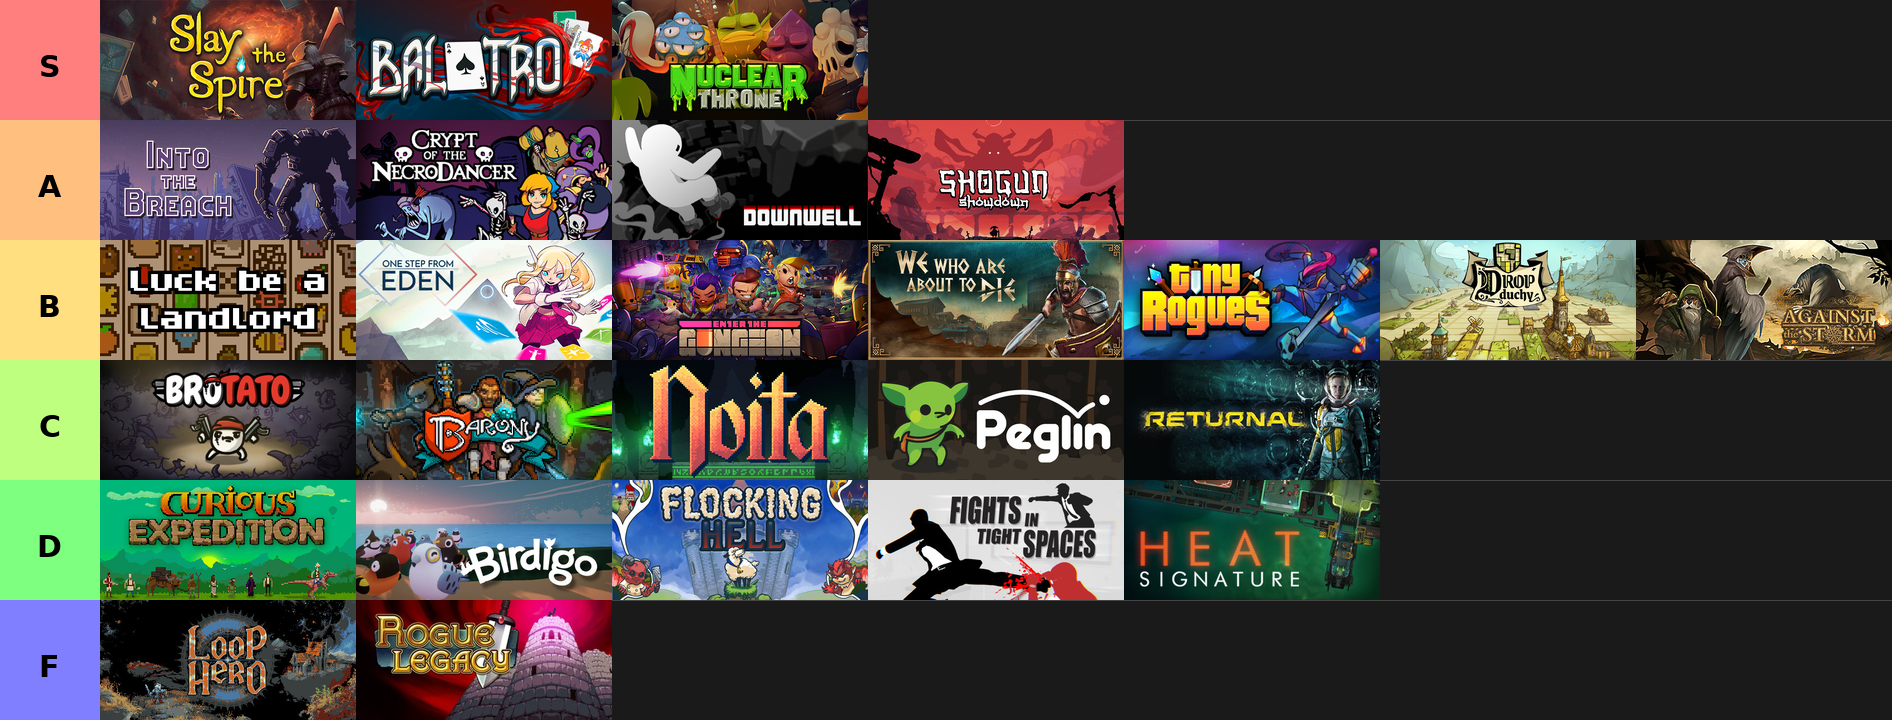 S
Slay
the
Spire
BALATRO
NUCLEAR
THRONE
A
INTO
THE
BREACH
CRYPT
OF THE
NECRODANCER
DOWNWELL
SHOGUN
showdown
B
Luck be a
Landlord
ONE STEP FROM
EDEN
ENTER THE
GUNGEON
WE WHO ARE
ABOUT TO DIE
tiny
Rogues
DROP
duchy
AGAINST
the STORM
C
BROTATO
BARONY
Noita
Peglin
RETURNAL
D
CURIOUS
EXPEDITION
Birdigo
FLOCKING
HELL
FIGHTS IN
TIGHT SPACES
HEAT
SIGNATURE
F
LOOP
HERO
ROGUE
LEGACY